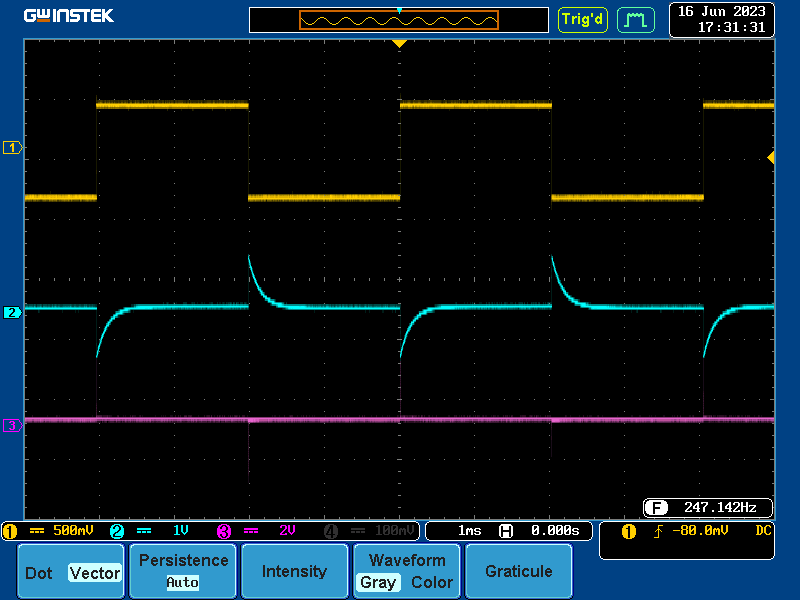 GWINSTEK
Trig'd
16 Jun 2023
17:31:31
1
2
3
F 247.142Hz
1 500mV 2 1V 3 2V 4 100mV 1ms H 0.000s 1 -80.0mV DC
Dot Vector
Persistence
Auto
Intensity
Waveform
Gray Color
Graticule